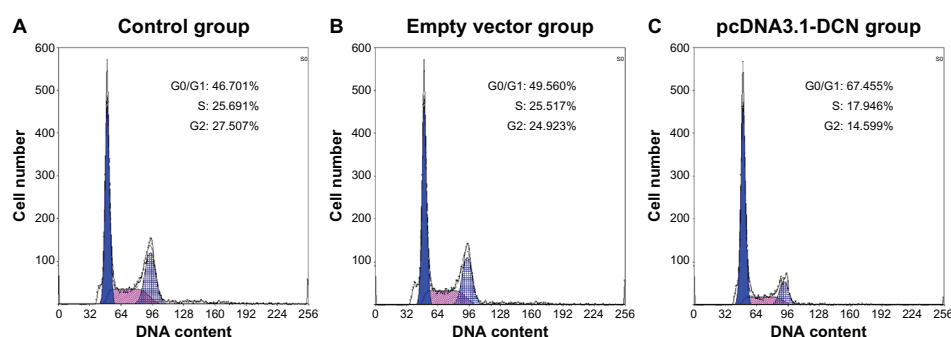 A Control group
600
500
400
300
200
100
Cell number
G0/G1: 46.701%
S: 25.691%
G2: 27.507%
so
0 32 64 96 128 160 192 224 256
DNA content
B Empty vector group
600
500
400
300
200
100
Cell number
G0/G1: 49.560%
S: 25.517%
G2: 24.923%
so
0 32 64 96 128 160 192 224 256
DNA content
C pcDNA3.1-DCN group
600
500
400
300
200
100
Cell number
G0/G1: 67.455%
S: 17.946%
G2: 14.599%
so
0 32 64 96 128 160 192 224 256
DNA content